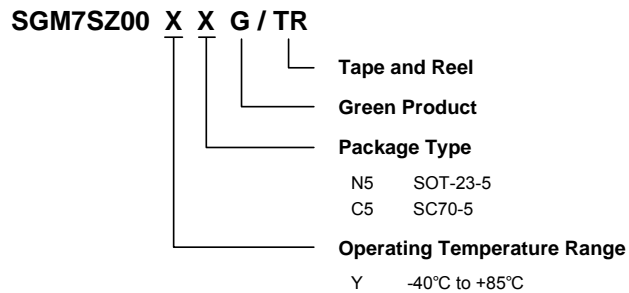 SGM7SZ00 X X G / TR
Tape and Reel
Green Product
Package Type
N5 SOT-23-5
C5 SC70-5
Operating Temperature Range
Y -40℃ to +85℃